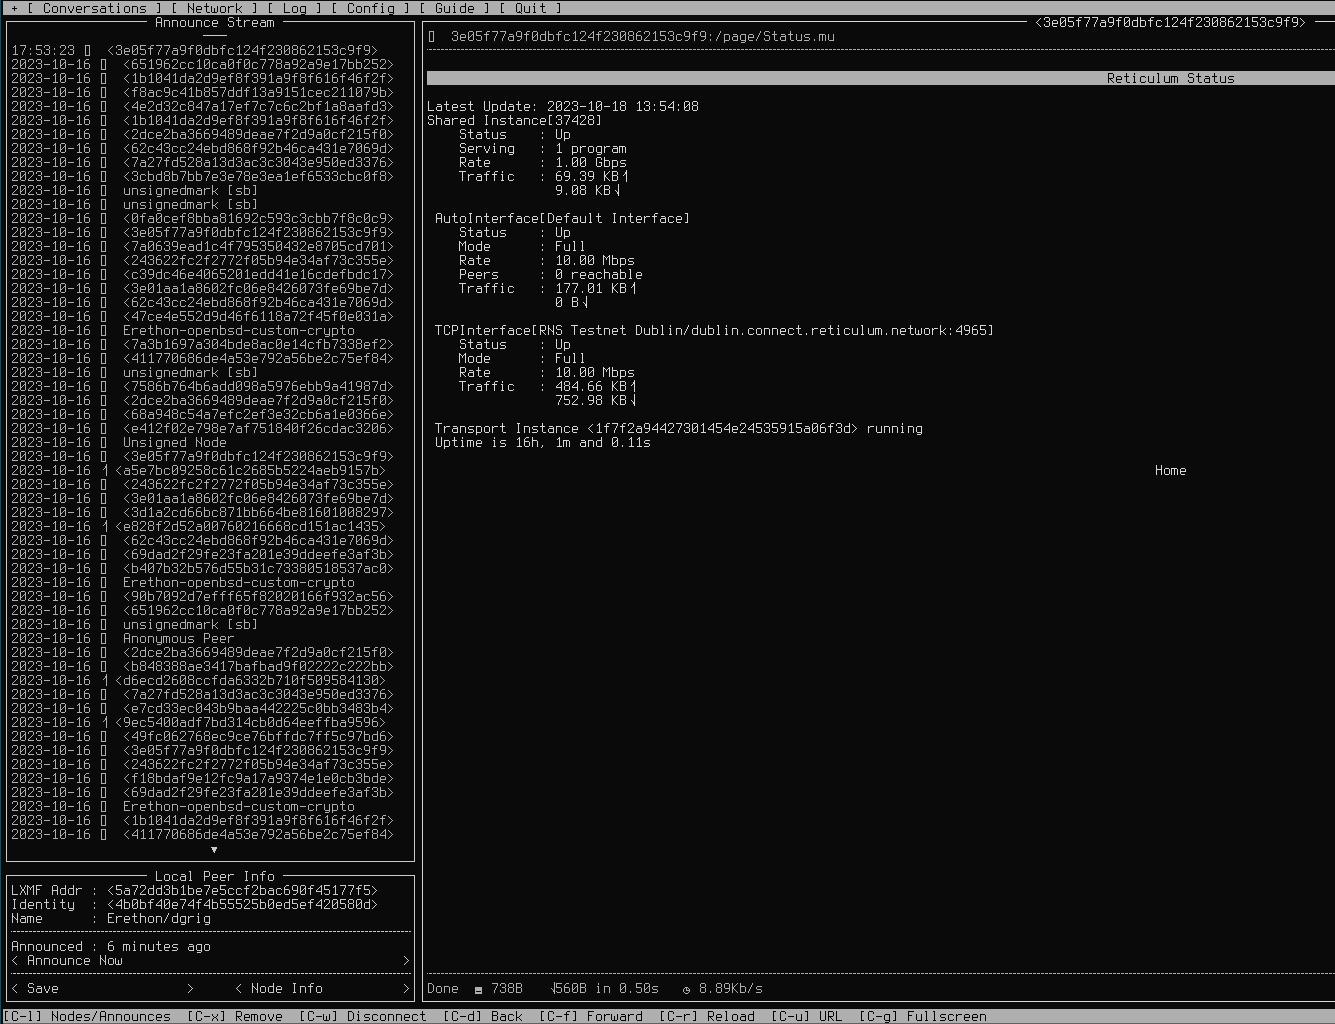 + [ Conversations ] [ Network ] [ Log ] [ Config ] [ Guide ] [ Quit ]
Announce Stream
17:53:23 <3e05f77a9f0dbfc124f230862153c9f9>
2023-10-16 <651962cc10ca0f0c778a92a9e17bb252>
2023-10-16 <1b1041da2d9ef8f391a9f8f616f46f2f>
2023-10-16 <f8ac9c41b857ddf13a9151cec211079b>
2023-10-16 <4e2d32c847a17ef7c7c6c2bf1a8aafd3>
2023-10-16 <1b1041da2d9ef8f391a9f8f616f46f2f>
2023-10-16 <2dce2ba3669489deae7f2d9a0cf215f0>
2023-10-16 <62c43cc24ebd868f92b46ca431e7069d>
2023-10-16 <7a27fd528a13d3ac3c3043e950ed3376>
2023-10-16 <3cbd8b7bb7e3e78e3ea1ef6533cbc0f8>
2023-10-16 unsignedmark [sb]
2023-10-16 unsignedmark [sb]
2023-10-16 <0fa0cef8bba81692c593c3cbb7f8c0c9>
2023-10-16 <3e05f77a9f0dbfc124f230862153c9f9>
2023-10-16 <7a0639ead1c4f795350432e8705cd701>
2023-10-16 <243622fc2f2772f05b94e34af73c355e>
2023-10-16 <c39dc46e4065201edd41e16cdefbdc17>
2023-10-16 <3e01aa1a8602fc06e8426073fe69be7d>
2023-10-16 <62c43cc24ebd868f92b46ca431e7069d>
2023-10-16 <47ce4e552d9d46f6118a72f45f0e031a>
2023-10-16 Erethon-openbsd-custom-crypto
2023-10-16 <7a3b1697a304bde8ac0e14cfb7338ef2>
2023-10-16 <411770686de4a53e792a56be2c75ef84>
2023-10-16 unsignedmark [sb]
2023-10-16 <7586b764b6add098a5976ebb9a41987d>
2023-10-16 <2dce2ba3669489deae7f2d9a0cf215f0>
2023-10-16 <68a948c54a7efc2ef3e32cb6a1e0366e>
2023-10-16 <e412f02e798e7af751840f26cdac3206>
2023-10-16 Unsigned Node
2023-10-16 <3e05f77a9f0dbfc124f230862153c9f9>
2023-10-16 <a5e7bc09258c61c2685b5224aeb9157b>
2023-10-16 <243622fc2f2772f05b94e34af73c355e>
2023-10-16 <3e01aa1a8602fc06e8426073fe69be7d>
2023-10-16 <3d1a2cd66bc871bb664be81601008297>
2023-10-16 <e828f2d52a00760216668cd151ac1435>
2023-10-16 <62c43cc24ebd868f92b46ca431e7069d>
2023-10-16 <69dad2f29fe23fa201e39ddeefe3af3b>
2023-10-16 <b407b32b576d55b31c73380518537ac0>
2023-10-16 Erethon-openbsd-custom-crypto
2023-10-16 <90b7092d7efff65f82020166f932ac56>
2023-10-16 <651962cc10ca0f0c778a92a9e17bb252>
2023-10-16 unsignedmark [sb]
2023-10-16 Anonymous Peer
2023-10-16 <2dce2ba3669489deae7f2d9a0cf215f0>
2023-10-16 <b848388ae3417bafbad9f02222c222bb>
2023-10-16 <d6ecd2608ccfda6332b710f509584130>
2023-10-16 <7a27fd528a13d3ac3c3043e950ed3376>
2023-10-16 <e7cd33ec043b9baa442225c0bb3483b4>
2023-10-16 <9ec5400adf7bd314cb0d64eeffba9596>
2023-10-16 <49fc062768ec9ce76bffdc7ff5c97bd6>
2023-10-16 <3e05f77a9f0dbfc124f230862153c9f9>
2023-10-16 <243622fc2f2772f05b94e34af73c355e>
2023-10-16 <f18bdaf9e12fc9a17a9374e1e0cb3bde>
2023-10-16 <69dad2f29fe23fa201e39ddeefe3af3b>
2023-10-16 Erethon-openbsd-custom-crypto
2023-10-16 <1b1041da2d9ef8f391a9f8f616f46f2f>
2023-10-16 <411770686de4a53e792a56be2c75ef84>
▼
Local Peer Info
LXMF Addr : <5a72dd3b1be7e5ccf2bac690f45177f5>
Identity : <4b0bf40e74f4b55525b0ed5ef420580d>
Name : Erethon/dgrig
Announced : 6 minutes ago
< Announce Now >
< Save > < Node Info >
<3e05f77a9f0dbfc124f230862153c9f9>
3e05f77a9f0dbfc124f230862153c9f9:/page/Status.mu
Reticulum Status
Latest Update: 2023-10-18 13:54:08
Shared Instance[37428]
Status : Up
Serving : 1 program
Rate : 1.00 Gbps
Traffic : 69.39 KB↑
9.08 KB↓
AutoInterface[Default Interface]
Status : Up
Mode : Full
Rate : 10.00 Mbps
Peers : 0 reachable
Traffic : 177.01 KB↑
0 B↓
TCPInterface[RNS Testnet Dublin/dublin.connect.reticulum.network:4965]
Status : Up
Mode : Full
Rate : 10.00 Mbps
Traffic : 484.66 KB↑
752.98 KB↓
Transport Instance <1f7f2a94427301454e24535915a06f3d> running
Uptime is 16h, 1m and 0.11s
Home
Done 738B ↓560B in 0.50s 8.89Kb/s
[C-l] Nodes/Announces [C-x] Remove [C-w] Disconnect [C-d] Back [C-f] Forward [C-r] Reload [C-u] URL [C-g] Fullscreen